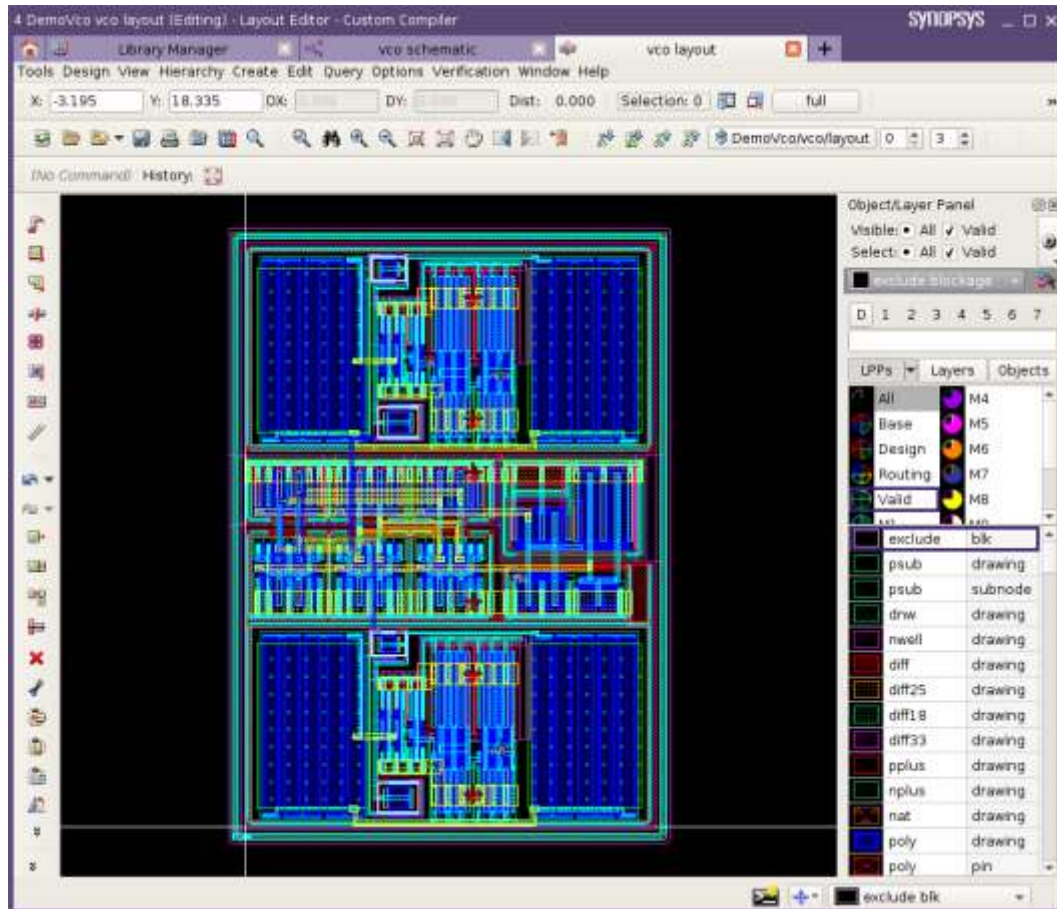 4 DemoVco vco layout (Editing) - Layout Editor - Custom Compiler SYNOPSYS
Library Manager vco schematic vco layout
Tools Design View Hierarchy Create Edit Query Options Verification Window Help
X: -3.195 Y: 18.335 DX: DY: Dist: 0.000 Selection: 0 full
DemoVco/vco/layout 0 3
(No Command) History:
Object/Layer Panel
Visible: All Valid
Select: All Valid
exclude blockage
D 1 2 3 4 5 6 7
LPPs Layers Objects
All M4
Base M5
Design M6
Routing M7
Valid M8
exclude blk
psub drawing
psub subnode
dnw drawing
nwell drawing
diff drawing
diff25 drawing
diff18 drawing
diff33 drawing
pplus drawing
nplus drawing
nat drawing
poly drawing
poly pin
exclude blk